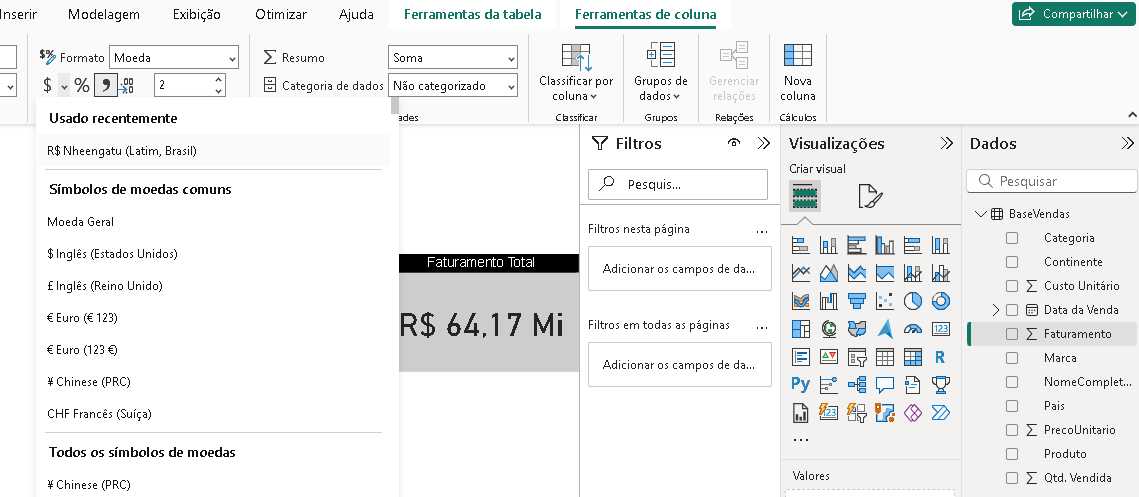 Inserir
Modelagem
Exibição
Otimizar
Ajuda
Ferramentas da tabela
Ferramentas de coluna
Compartilhar
Formato
Moeda
Resumo
Soma
Categoria de dados
Não categorizado
$ %
2
Classificar por
coluna
Classificar
Grupos de
dados
Grupos
Gerenciar
relações
Relações
Nova
coluna
Cálculos
Usado recentemente
R$ Nheengatu (Latim, Brasil)
Símbolos de moedas comuns
Moeda Geral
$ Inglês (Estados Unidos)
£ Inglês (Reino Unido)
€ Euro (€ 123)
€ Euro (123 €)
¥ Chinese (PRC)
CHF Francês (Suíça)
Todos os símbolos de moedas
¥ Chinese (PRC)
Faturamento Total
R$ 64,17 Mi
Filtros
Pesquis...
Filtros nesta página
...
Adicionar os campos de da...
Filtros em todas as páginas
...
Adicionar os campos de da...
Visualizações
Criar visual
123
R
Py
123
...
Valores
Dados
Pesquisar
BaseVendas
Categoria
Continente
Custo Unitário
Data da Venda
Faturamento
Marca
NomeComplet...
Pais
PrecoUnitario
Produto
Qtd. Vendida